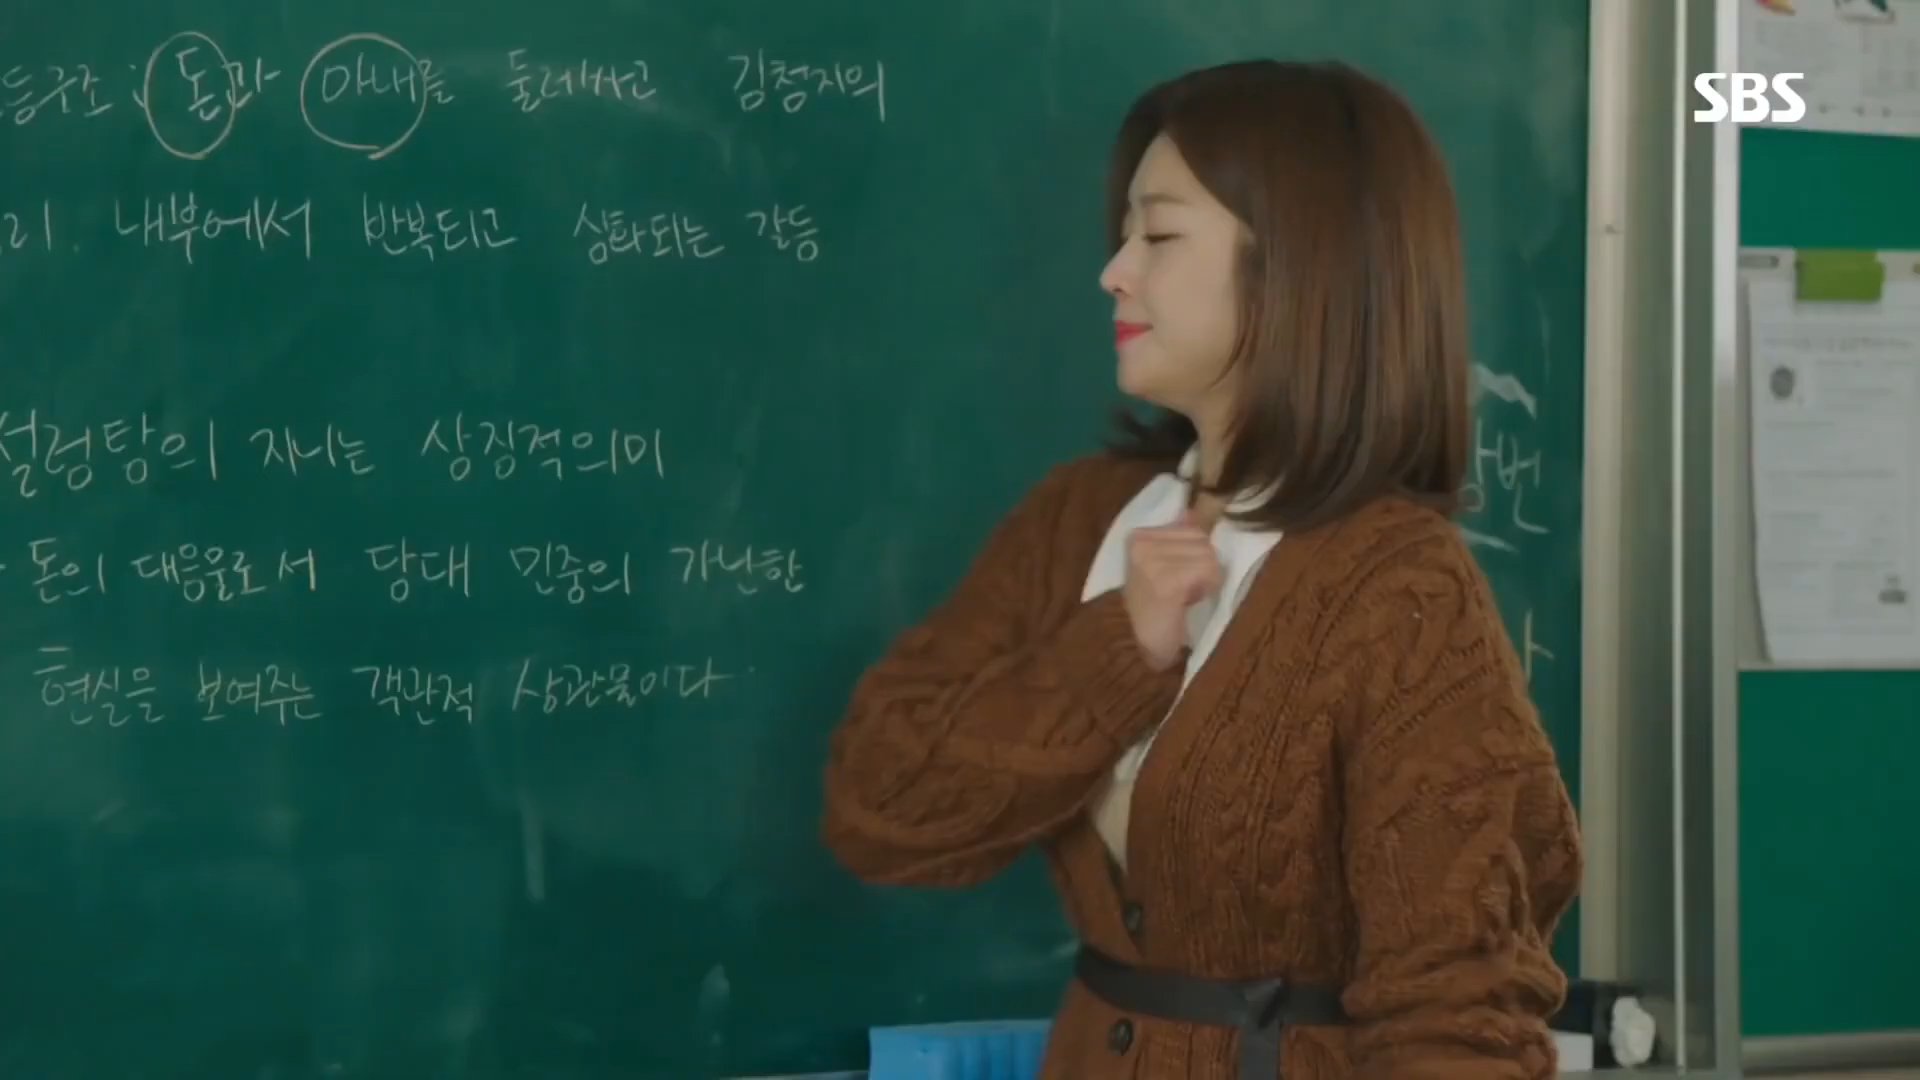 등구조 : 돈과 아내를 둘레싸고 김첨지의
내부에서 반복되고 심화되는 갈등
설렁탕의 지니는 상징적의미
돈의 대응물로서 당대 민중의 가난한
현실을 보여주는 객관적 상관물이다
SBS
번